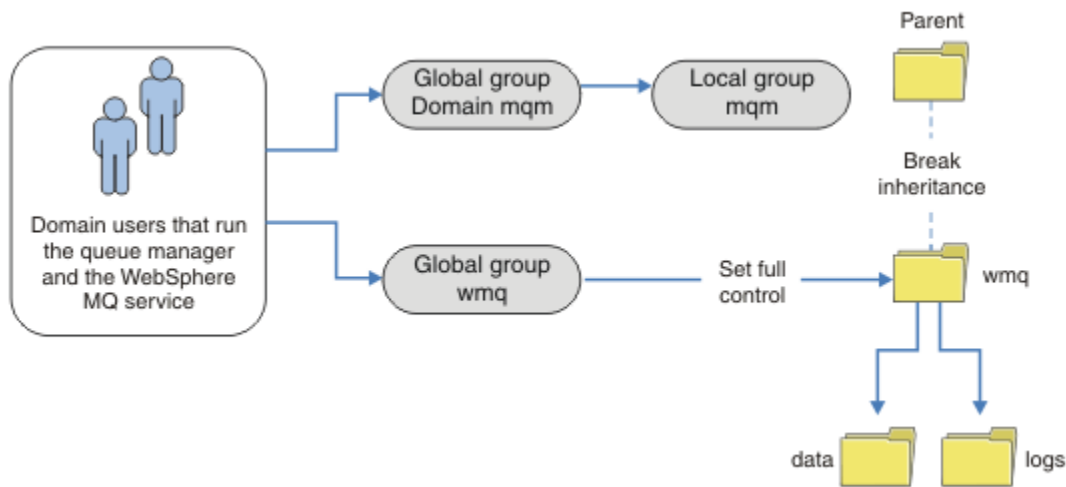 Parent
Global group
Domain mqm
Local group
mqm
Break
inheritance
Domain users that run
the queue manager
and the WebSphere
MQ service
Global group
wmq
Set full
control
wmq
data
logs